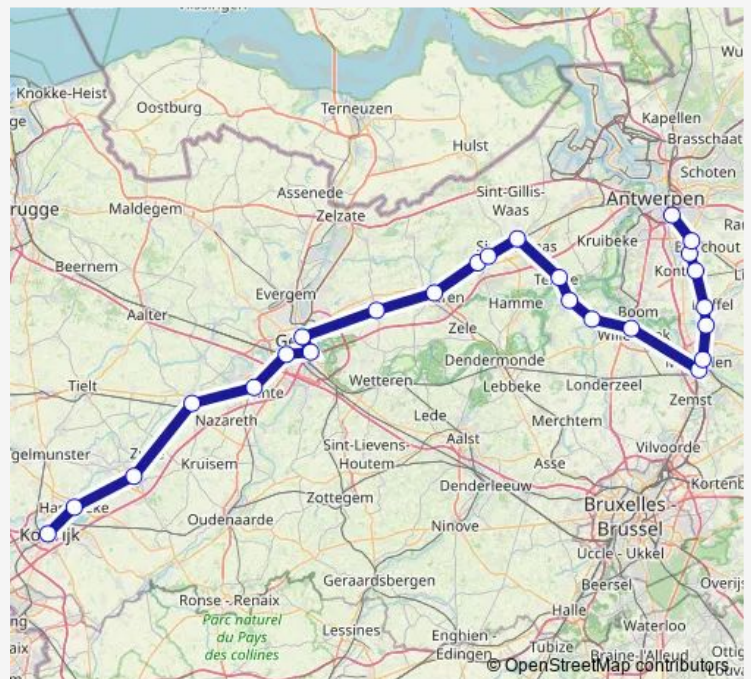 Knokke-Heist
Oostburg
Terneuzen
Hulst
Kapellen
Brasschaat
Schoten
Sint-Gillis-
Waas
Antwerpen
Assenede
Zelzate
Maldegem
Kruibeke
Beernem
Evergem
Aalter
Hamme
Boom
Zele
Dendermonde
Tielt
Wetteren
Lebbeke
Londerzeel
Zemst
Nazareth
Lede
Merchtem
Kruisem
Sint-Lievens-
Houtem
Aalst
Asse
Vilvoorde
Denderleeuw
Zottegem
Oudenaarde
Ninove
Bruxelles -
Brussel
Uccle - Ukkel
Geraardsbergen
Beersel
Ronse - Renaix
Halle
Parc naturel
du Pays
des collines
Lessines
Enghien -
Edingen
Tubize
Waterloo
Braine-l'Alleud
© OpenStreetMap contributors